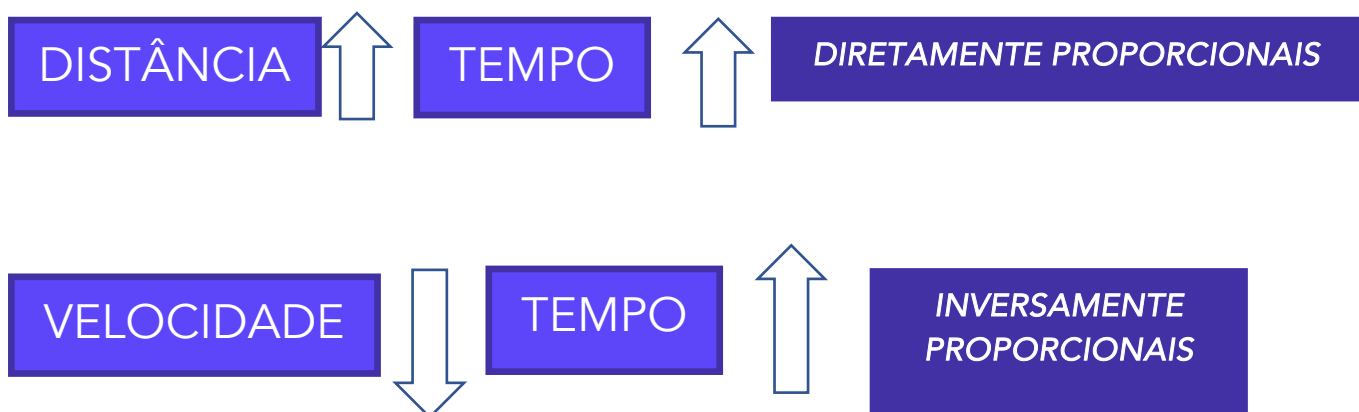 DISTÂNCIA TEMPO DIRETAMENTE PROPORCIONAIS
VELOCIDADE TEMPO INVERSAMENTE
PROPORCIONAIS